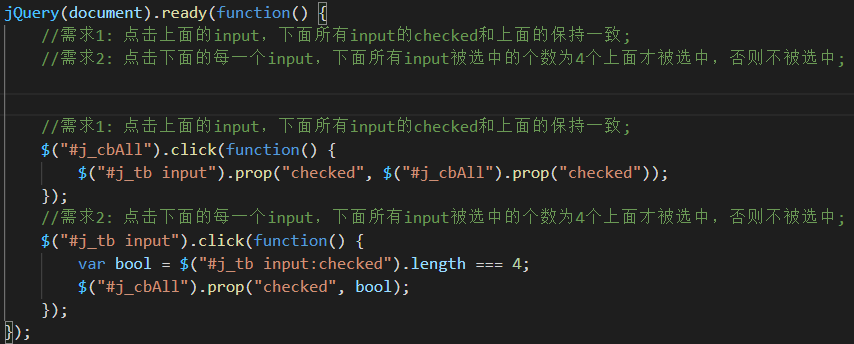 jQuery(document).ready(function() {
//需求1: 点击上面的input，下面所有input的checked和上面的保持一致;
//需求2: 点击下面的每一个input，下面所有input被选中的个数为4个上面才被选中，否则不被选中;
//需求1: 点击上面的input，下面所有input的checked和上面的保持一致;
$("#j_cbAll").click(function() {
$("#j_tb input").prop("checked", $("#j_cbAll").prop("checked"));
});
//需求2: 点击下面的每一个input，下面所有input被选中的个数为4个上面才被选中，否则不被选中;
$("#j_tb input").click(function() {
var bool = $("#j_tb input:checked").length === 4;
$("#j_cbAll").prop("checked", bool);
});
});